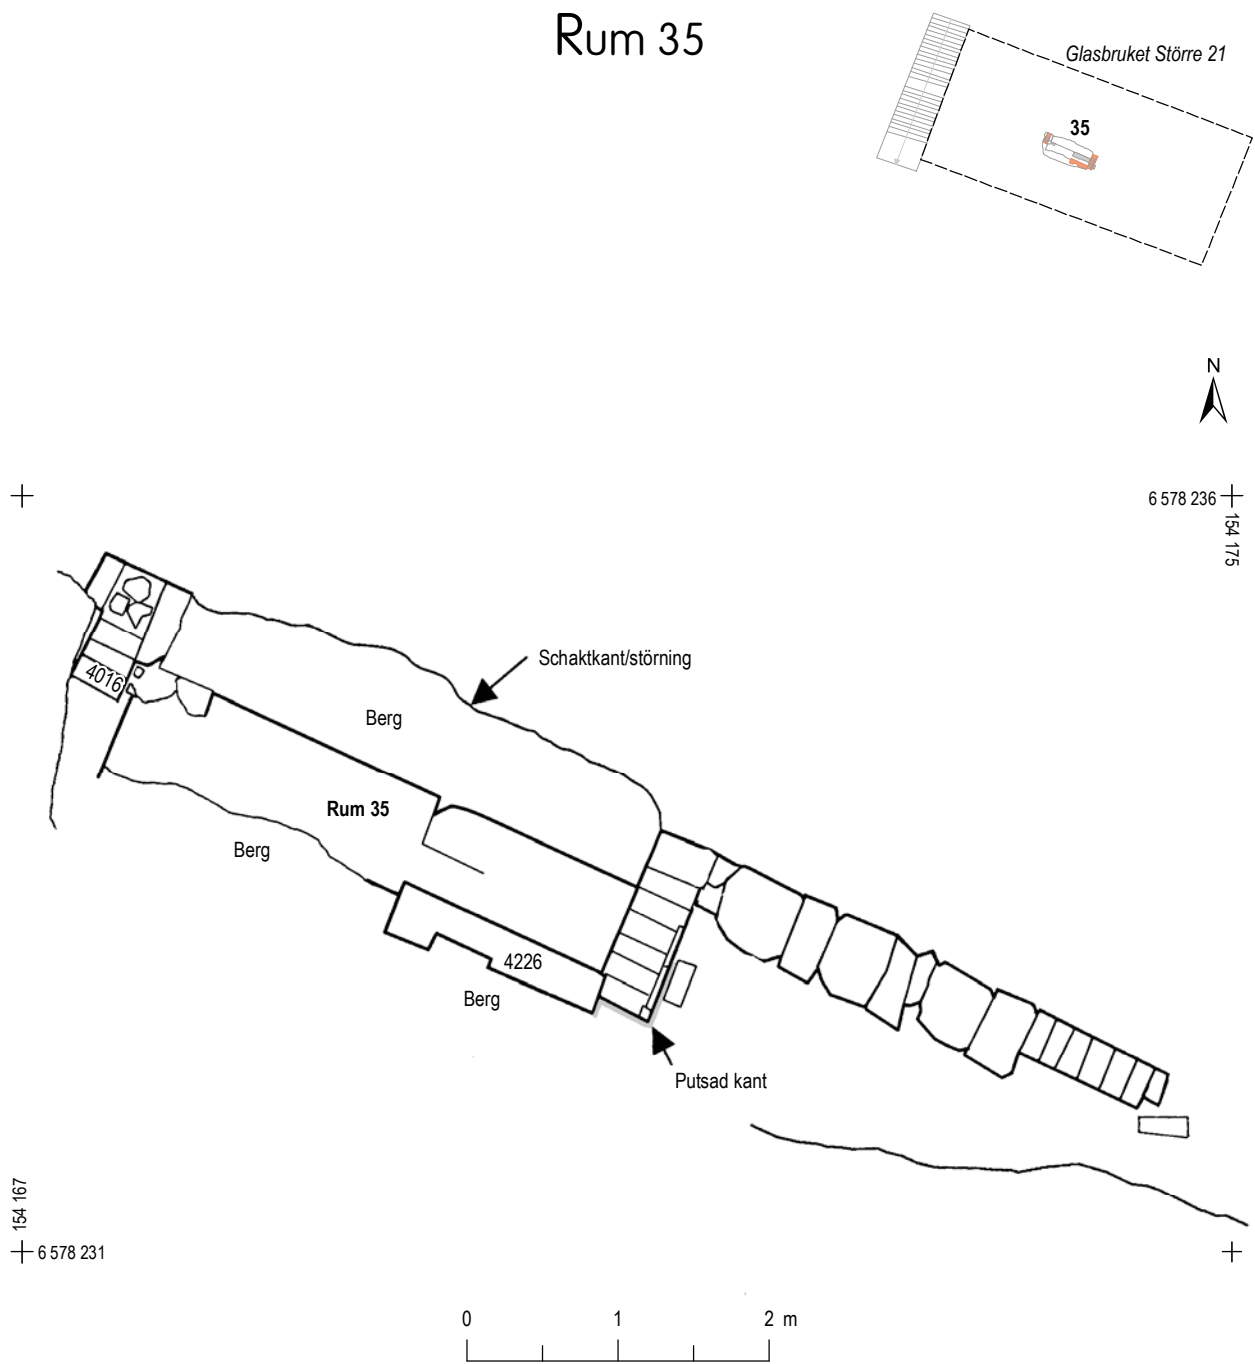 Rum 35
Glasbruket Större 21
35
N
6 578 236
154 175
4016
Schaktkant/störning
Berg
Rum 35
Berg
4226
Berg
Putsad kant
154 167
6 578 231
0 1 2 m